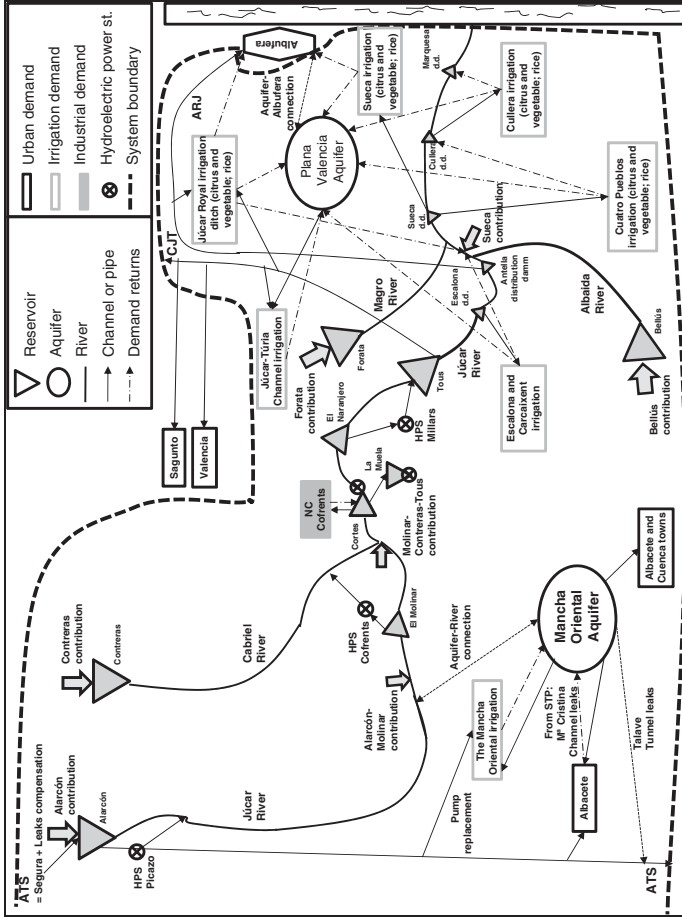 Reservoir
Aquifer
River
Channel or pipe
Demand returns
Urban demand
Irrigation demand
Industrial demand
Hydroelectric power st.
System boundary
ATS
= Segura + Leaks compensation
Alarcón
contribution
Alarcón
HPS
Picazo
Júcar
River
Contreras
contribution
Contreras
Cabriel
River
HPS
Cofrents
El Molinar
Alarcón-
Molinar
contribution
Aquifer-River
connection
Pump
replacement
The Mancha
Oriental irrigation
From STP:
Mª Cristina
Channel leaks
Albacete
Mancha
Oriental
Aquifer
Talave
Tunnel leaks
ATS
Albacete and
Cuenca towns
Sagunto
Valencia
NC
Cofrents
Cortes
La
Muela
Molinar-
Contreras-Tous
contribution
El
Naranjero
HPS
Millars
Forata
contribution
Forata
Magro
River
Tous
Júcar
River
Júcar-Túria
Channel irrigation
CJT
ARJ
Júcar Royal irrigation
ditch (citrus and
vegetable; rice)
Albufera
Aquifer-
Albufera
connection
Plana
Valencia
Aquifer
Sueca irrigation
(citrus and
vegetable; rice)
Marquesa
d.d.
Cullera
d.d.
Sueca
d.d.
Cullera irrigation
(citrus and
vegetable; rice)
Sueca
contribution
Cuatro Pueblos
irrigation (citrus and
vegetable; rice)
Escalona
d.d.
Antella
distribution
damm
Albaida
River
Escalona and
Carcaixent
irrigation
Bellús
Bellús
contribution